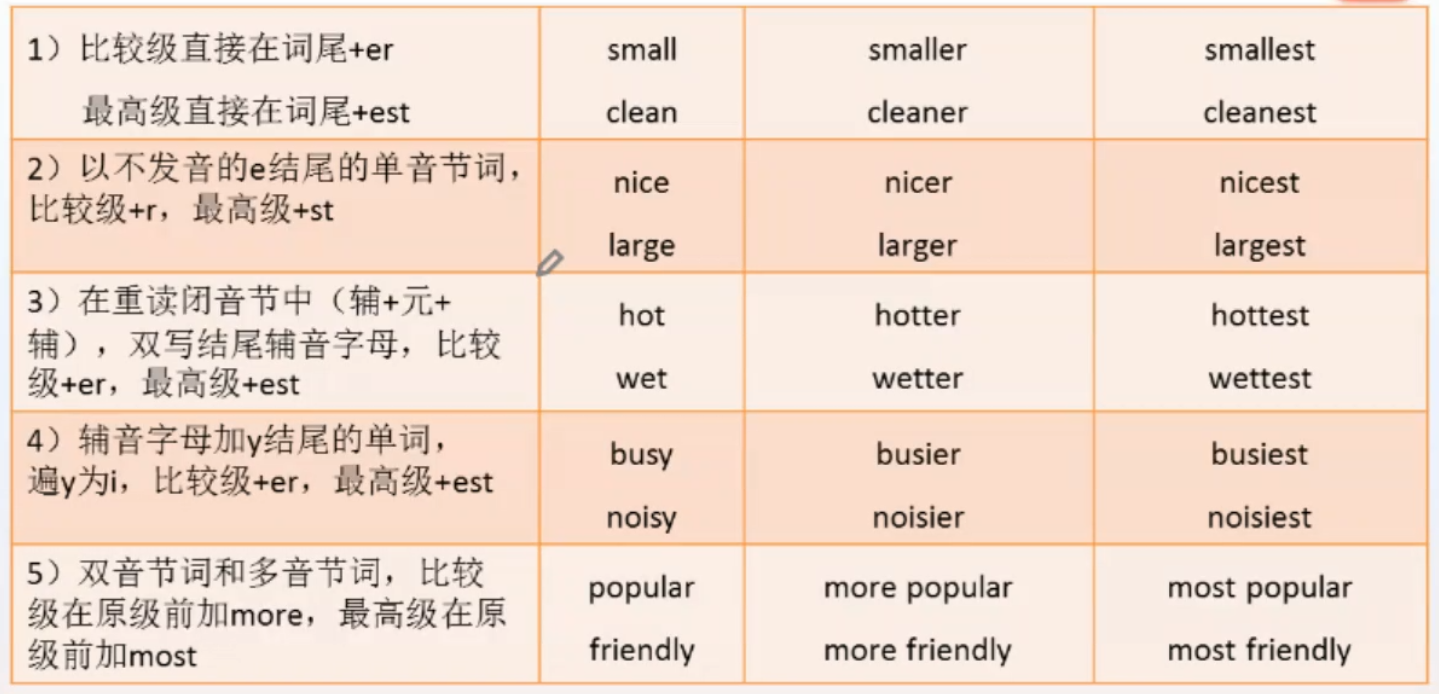 1）比较级直接在词尾+er
最高级直接在词尾+est
small smaller smallest
clean cleaner cleanest
2）以不发音的e结尾的单音节词，
比较级+r，最高级+st
nice nicer nicest
large larger largest
3）在重读闭音节中（辅+元+
辅），双写结尾辅音字母，比较
级+er，最高级+est
hot hotter hottest
wet wetter wettest
4）辅音字母加y结尾的单词，
遍y为i，比较级+er，最高级+est
busy busier busiest
noisy noisier noisiest
5）双音节词和多音节词，比较
级在原级前加more，最高级在原
级前加most
popular more popular most popular
friendly more friendly most friendly